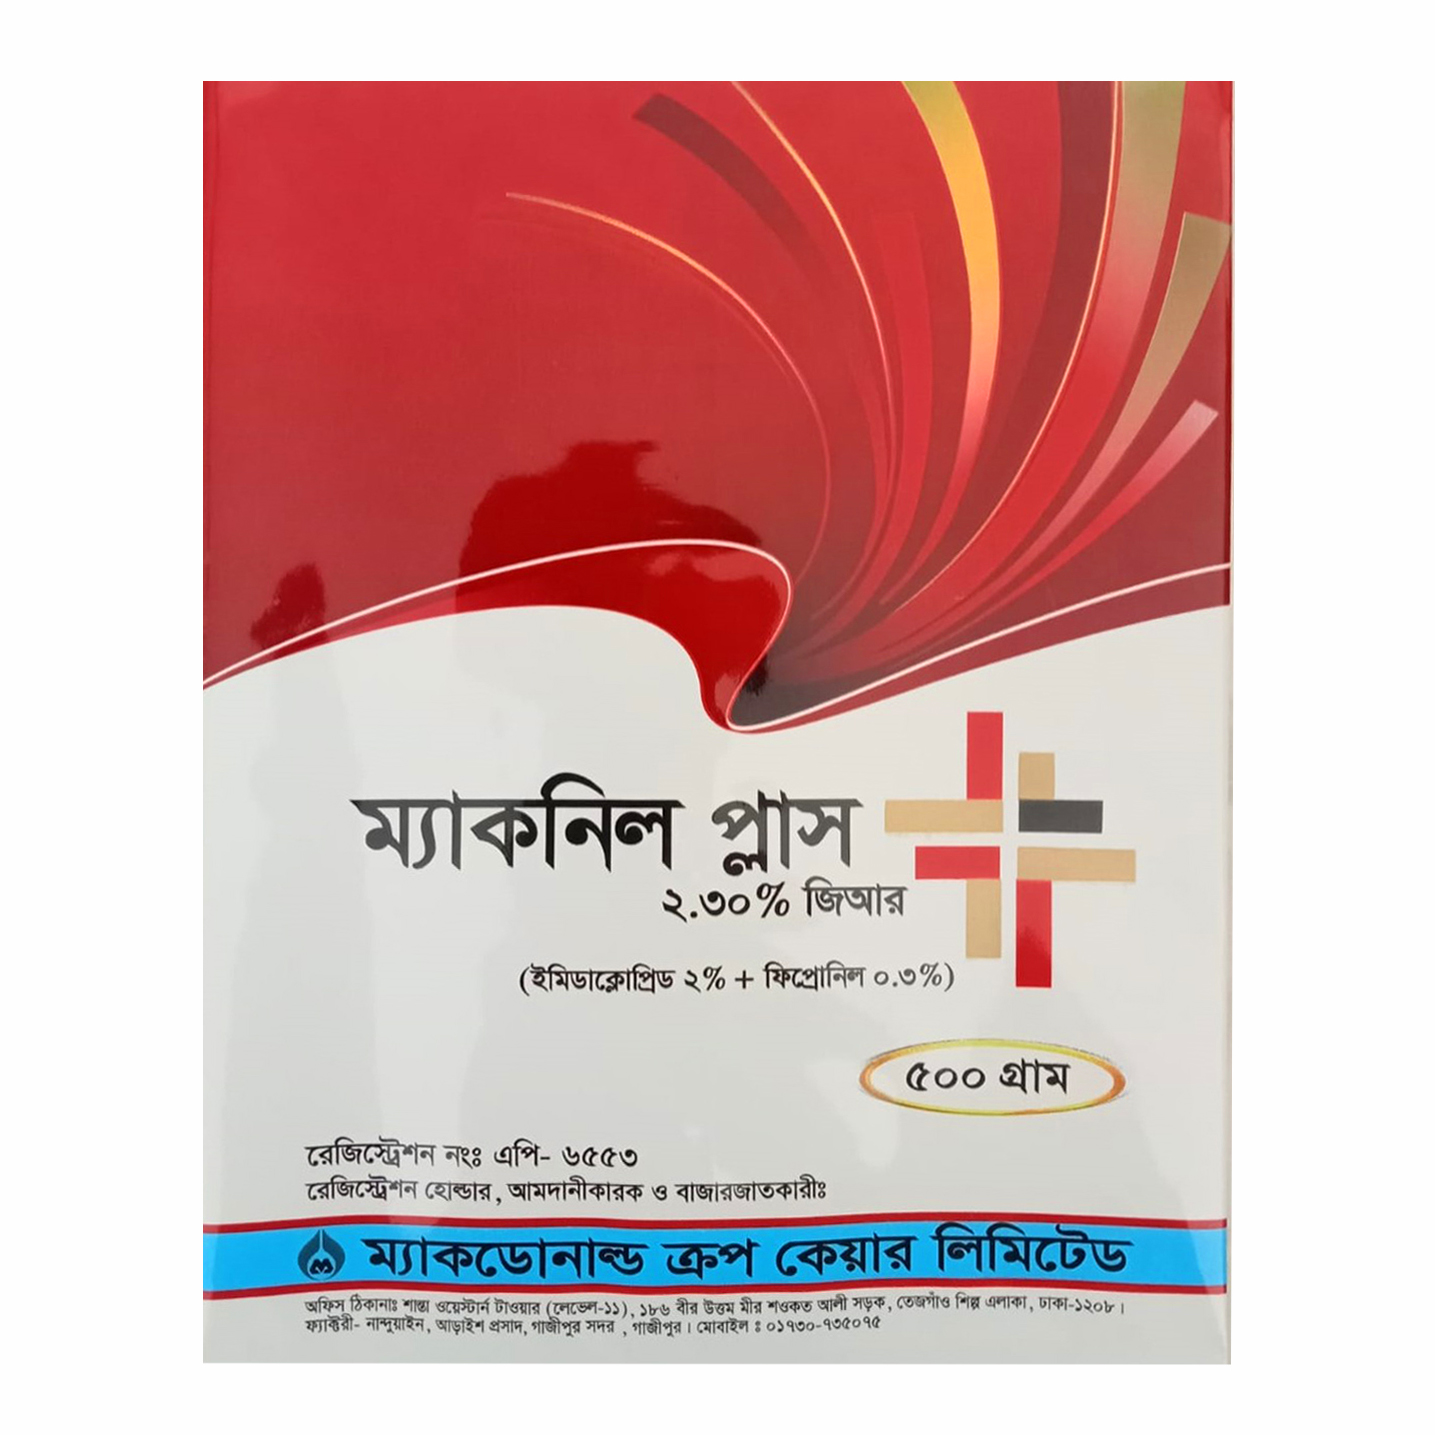 ম্যাকনিল প্লাস
২.৩০% জিআর
(ইমিডাক্লোপ্রিড ২% + ফিপ্রোনিল ০.৩%)
৫০০ গ্রাম
রেজিস্ট্রেশন নংঃ এপি- ৬৫৫৩
রেজিস্ট্রেশন হোল্ডার, আমদানীকারক ও বাজারজাতকারীঃ
ম্যাকডোনাল্ড ক্রপ কেয়ার লিমিটেড
অফিস ঠিকানাঃ শান্তা ওয়েস্টার্ন টাওয়ার (লেভেল-১১), ১৮৬ বীর উত্তম মীর শওকত আলী সড়ক, তেজগাঁও শিল্প এলাকা, ঢাকা-১২০৮।
ফ্যাক্টরী- নান্দুয়াইন, আড়াইশ প্রসাদ, গাজীপুর সদর , গাজীপুর। মোবাইল ঃ ০১৭৩০-৭৩৫০৭৫